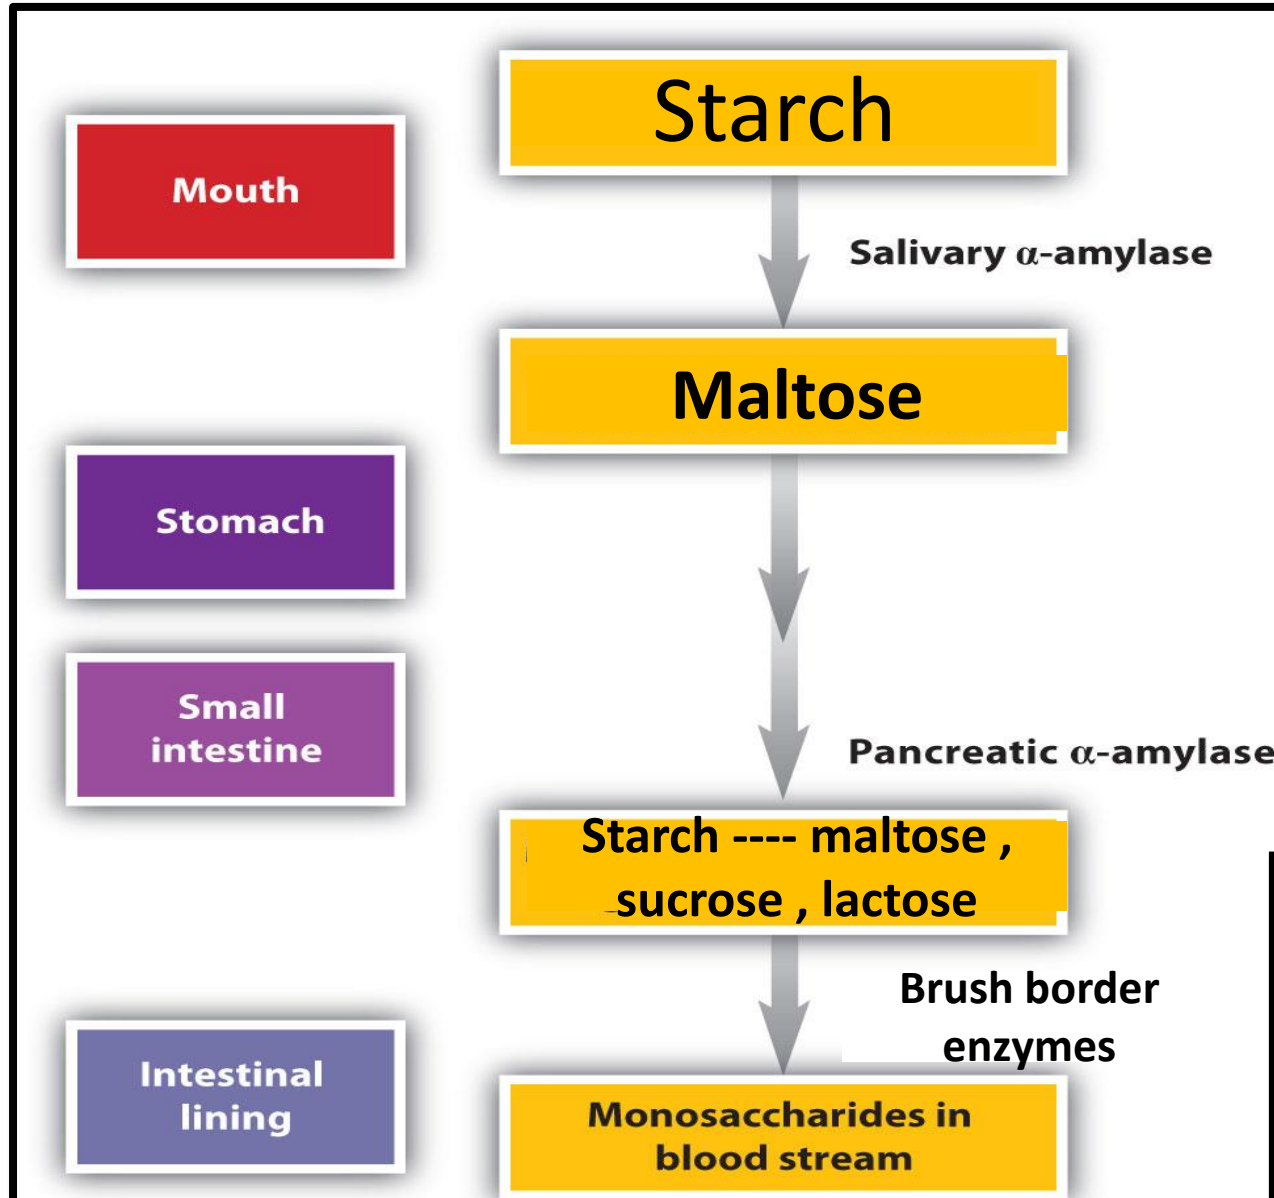 Starch
Mouth
Salivary α-amylase
Maltose
Stomach
Small
intestine
Pancreatic α-amylase
Starch ---- maltose ,
sucrose , lactose
Brush border
enzymes
Intestinal
lining
Monosaccharides in
blood stream